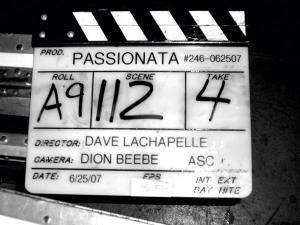 PROD. PASSIONATA #246-062507
ROLL SCENE TAKE
A9 112 4
DIRECTOR: DAVE LACHAPELLE
CAMERA: DION BEEBE ASC
DATE: 6/25/07 FPS INT EXT
DAY NITE